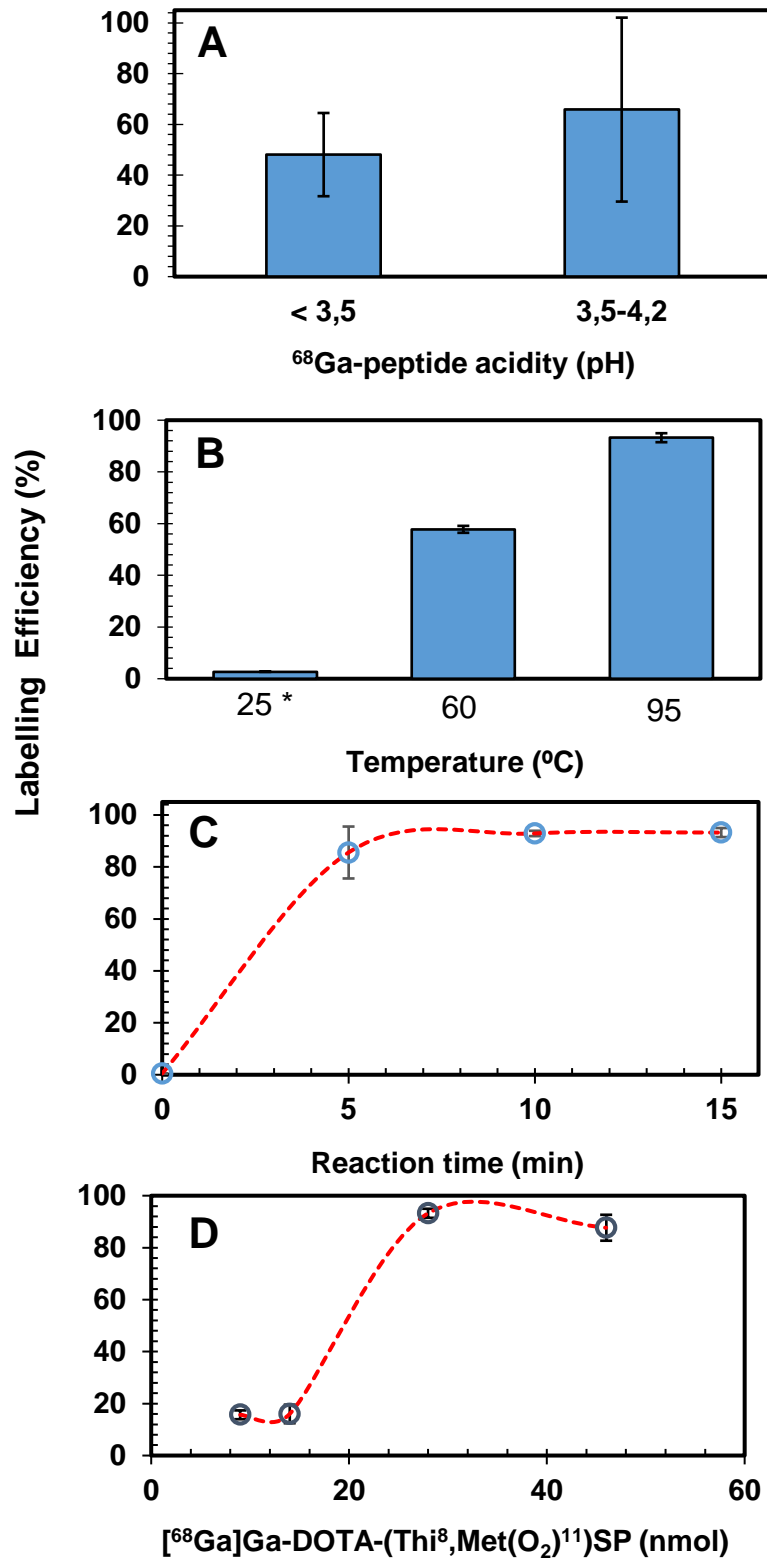 A
100
80
60
40
20
0
< 3,5 3,5-4,2
⁶⁸Ga-peptide acidity (pH)
Labelling Efficiency (%)
B
100
80
60
40
20
0
25 * 60 95
Temperature (⁰C)
C
100
80
60
40
20
0
0 5 10 15
Reaction time (min)
D
100
80
60
40
20
0
0 20 40 60
[⁶⁸Ga]Ga-DOTA-(Thi⁸,Met(O₂)¹¹)SP (nmol)